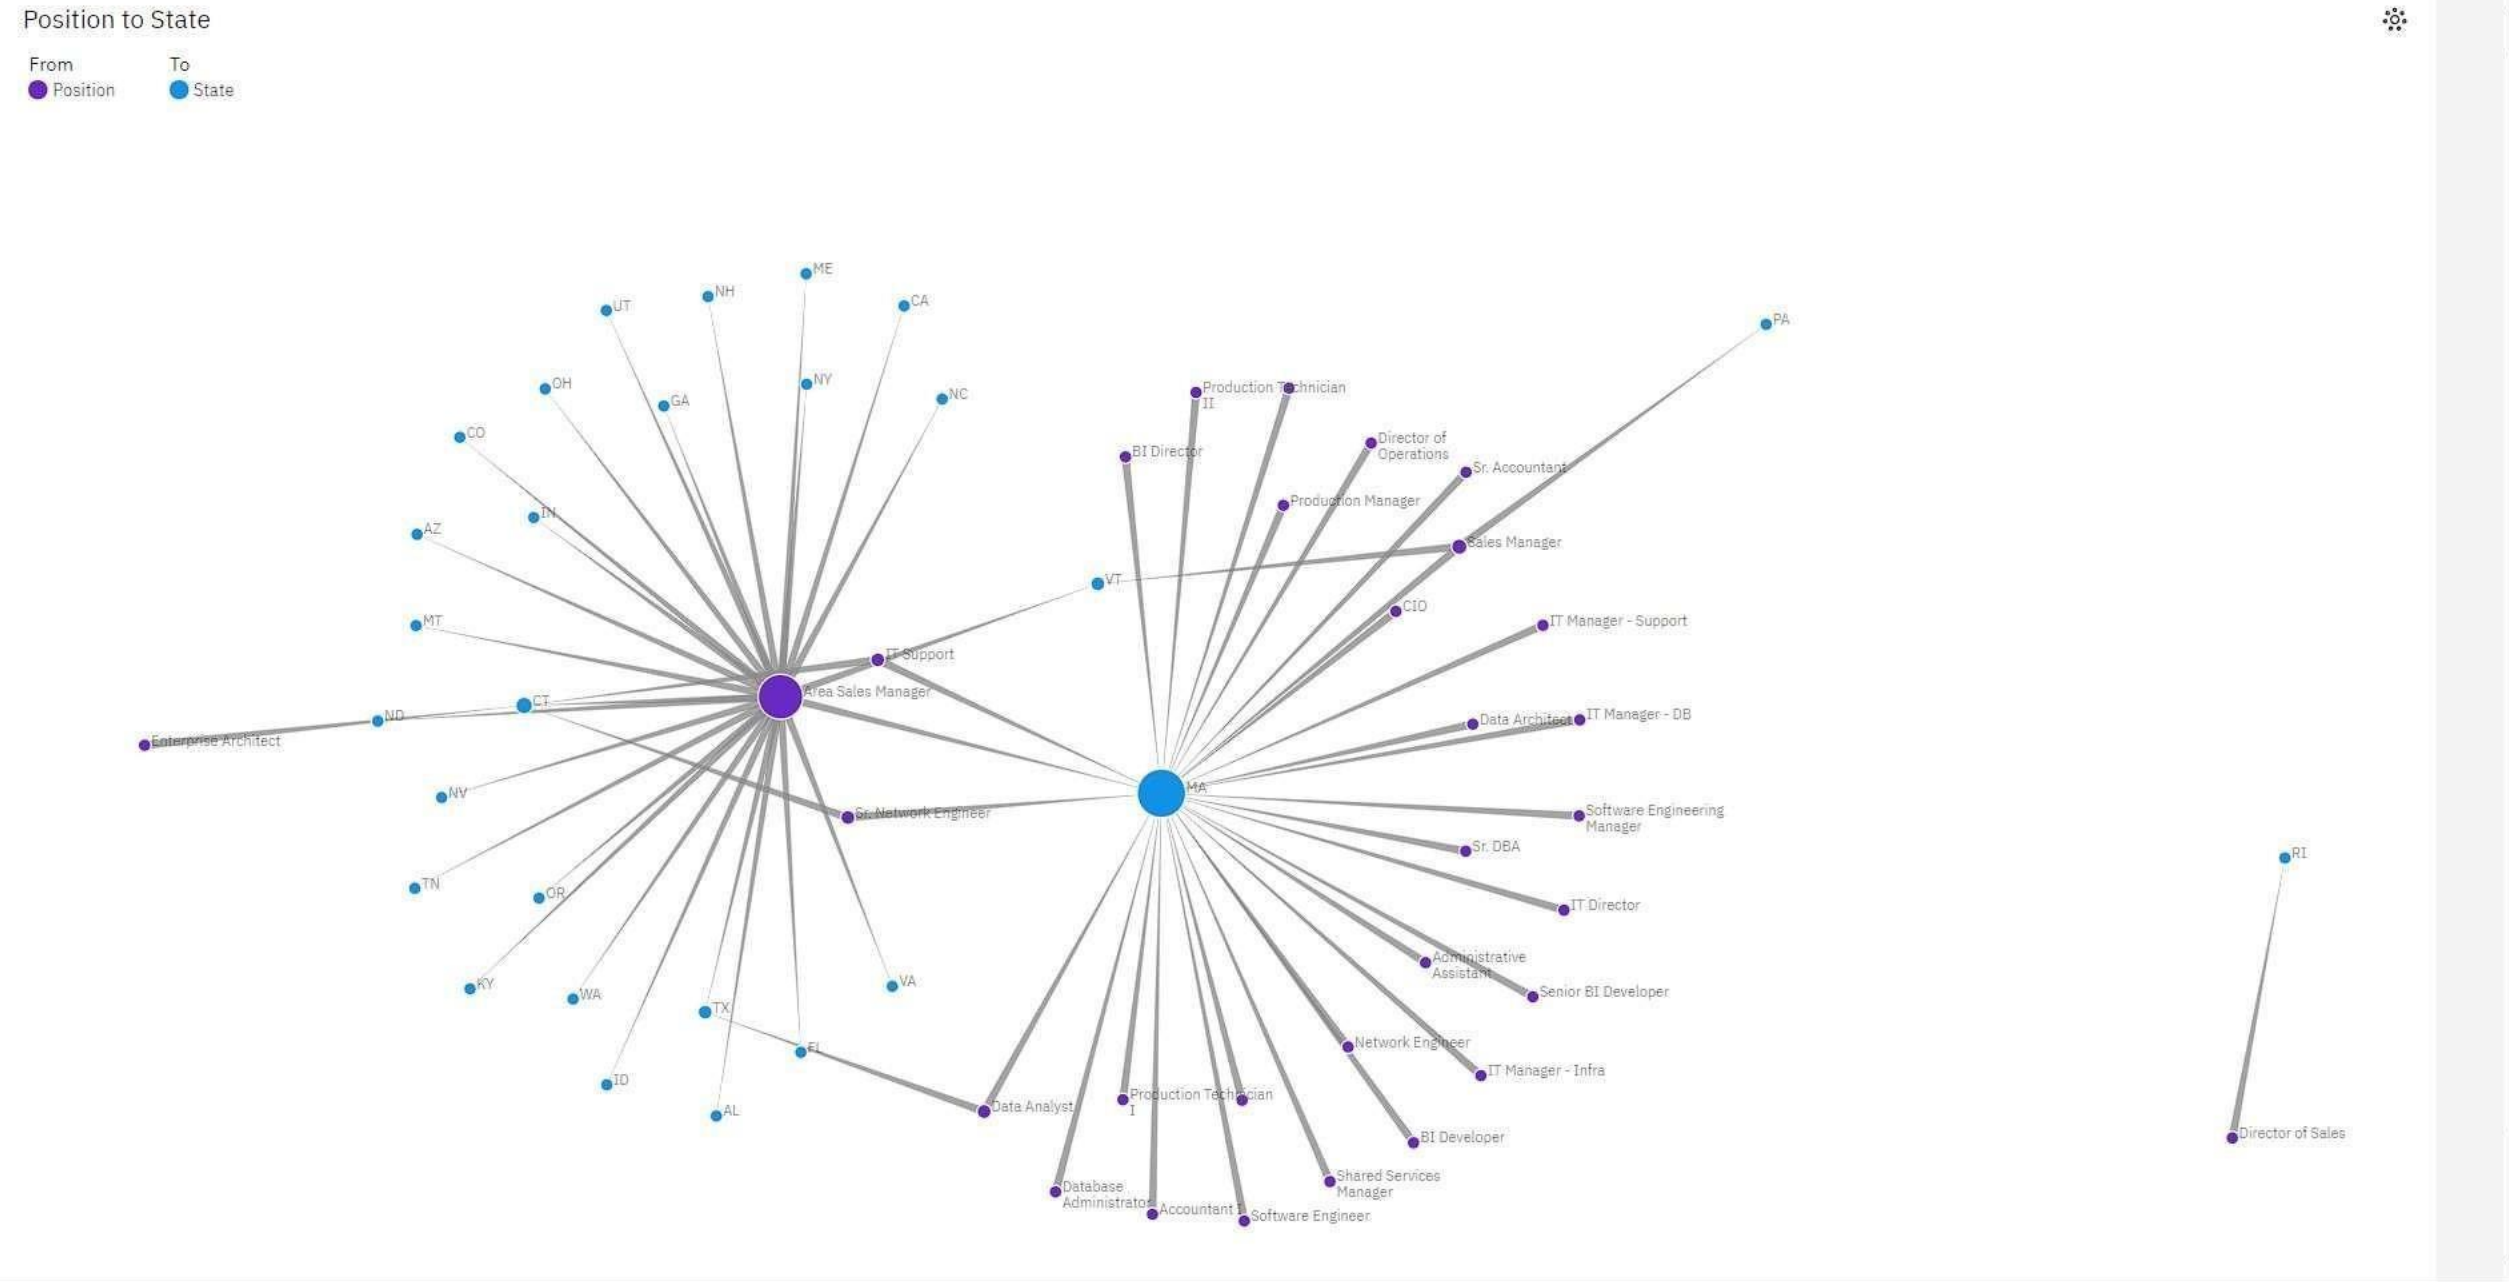 Position to State
From
To
Position
State
ME
NH
CA
UT
PA
NY
OH
Production Technician
II
NC
GA
CO
Director of
Operations
BI Director
Sr. Accountant
Production Manager
IN
AZ
Sales Manager
VT
CIO
MT
IT Manager - Support
IT Support
Area Sales Manager
CT
ND
Data Architect
IT Manager - DB
Enterprise Architect
MA
NV
Sr. Network Engineer
Software Engineering
Manager
Sr. DBA
RI
TN
OR
IT Director
Administrative
Assistant
KY
VA
WA
Senior BI Developer
TX
FL
Network Engineer
IT Manager - Infra
ID
Production Technician
I
Data Analyst
AL
BI Developer
Director of Sales
Shared Services
Manager
Database
Administrator
Accountant I
Software Engineer